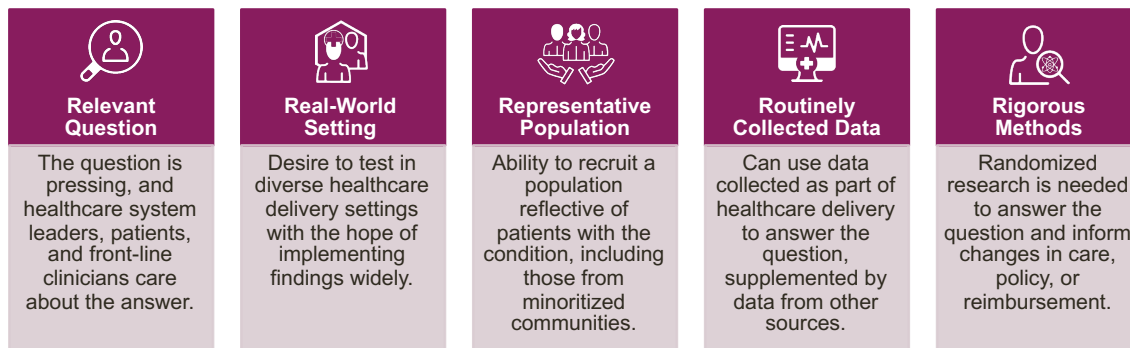 Relevant
Question
The question is
pressing, and
healthcare system
leaders, patients,
and front-line
clinicians care
about the answer.
Real-World
Setting
Desire to test in
diverse healthcare
delivery settings
with the hope of
implementing
findings widely.
Representative
Population
Ability to recruit a
population
reflective of
patients with the
condition, including
those from
minoritized
communities.
Routinely
Collected Data
Can use data
collected as part of
healthcare delivery
to answer the
question,
supplemented by
data from other
sources.
Rigorous
Methods
Randomized
research is needed
to answer the
question and inform
changes in care,
policy, or
reimbursement.